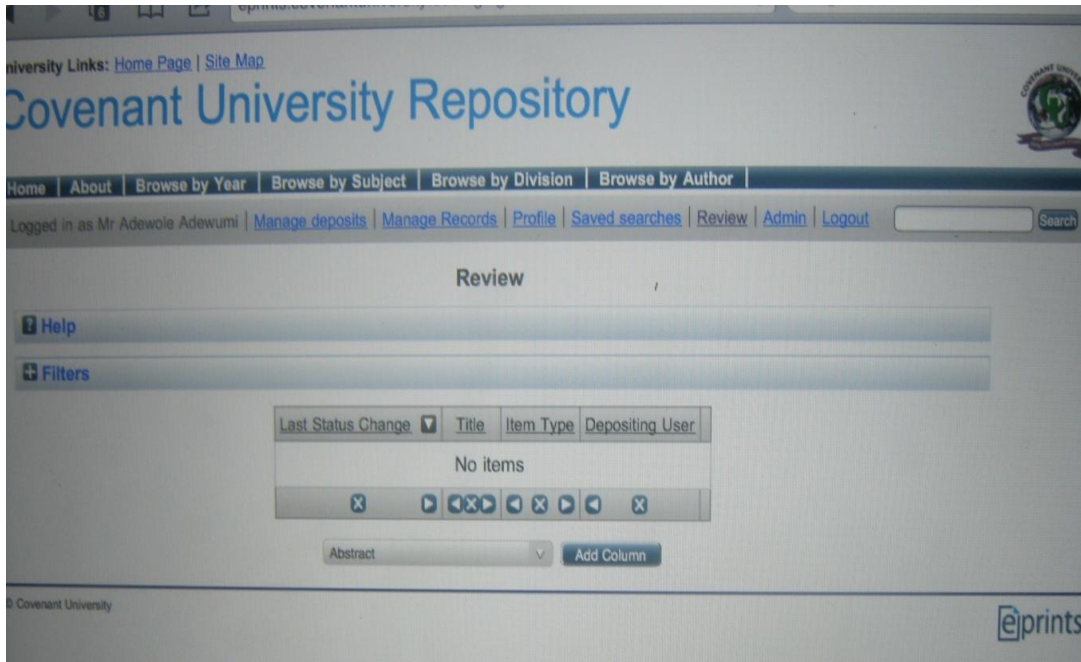 niversity Links: Home Page | Site Map
Covenant University Repository
Home | About | Browse by Year | Browse by Subject | Browse by Division | Browse by Author |
Logged in as Mr Adewole Adewumi | Manage deposits | Manage Records | Profile | Saved searches | Review | Admin | Logout
Search
Review
? Help
+ Filters
Last Status Change Title Item Type Depositing User
No items
Abstract
Add Column
© Covenant University
eprints